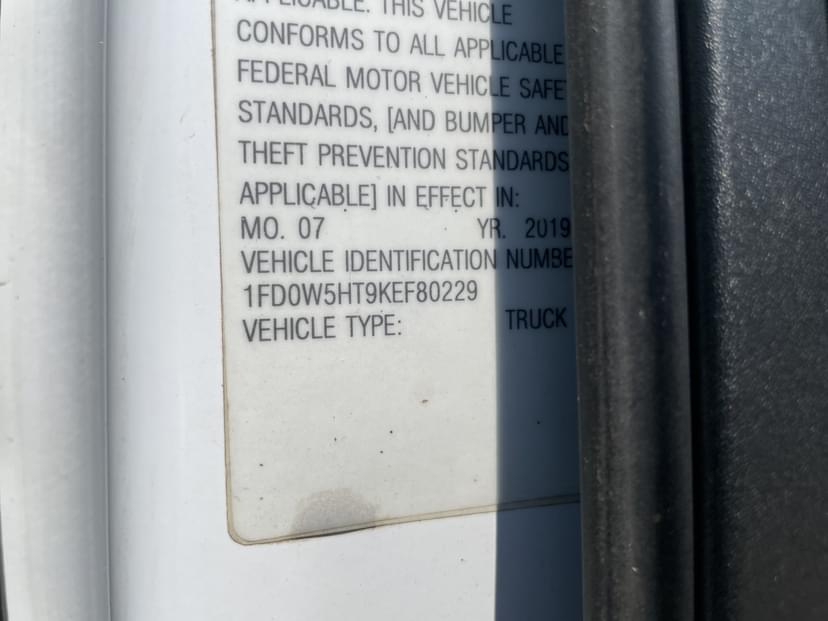 APPLICABLE. THIS VEHICLE
CONFORMS TO ALL APPLICABLE
FEDERAL MOTOR VEHICLE SAFE
STANDARDS, [AND BUMPER AND
THEFT PREVENTION STANDARDS
APPLICABLE] IN EFFECT IN:
MO. 07 YR. 2019
VEHICLE IDENTIFICATION NUMBE
1FD0W5HT9KEF80229
VEHICLE TYPE: TRUCK